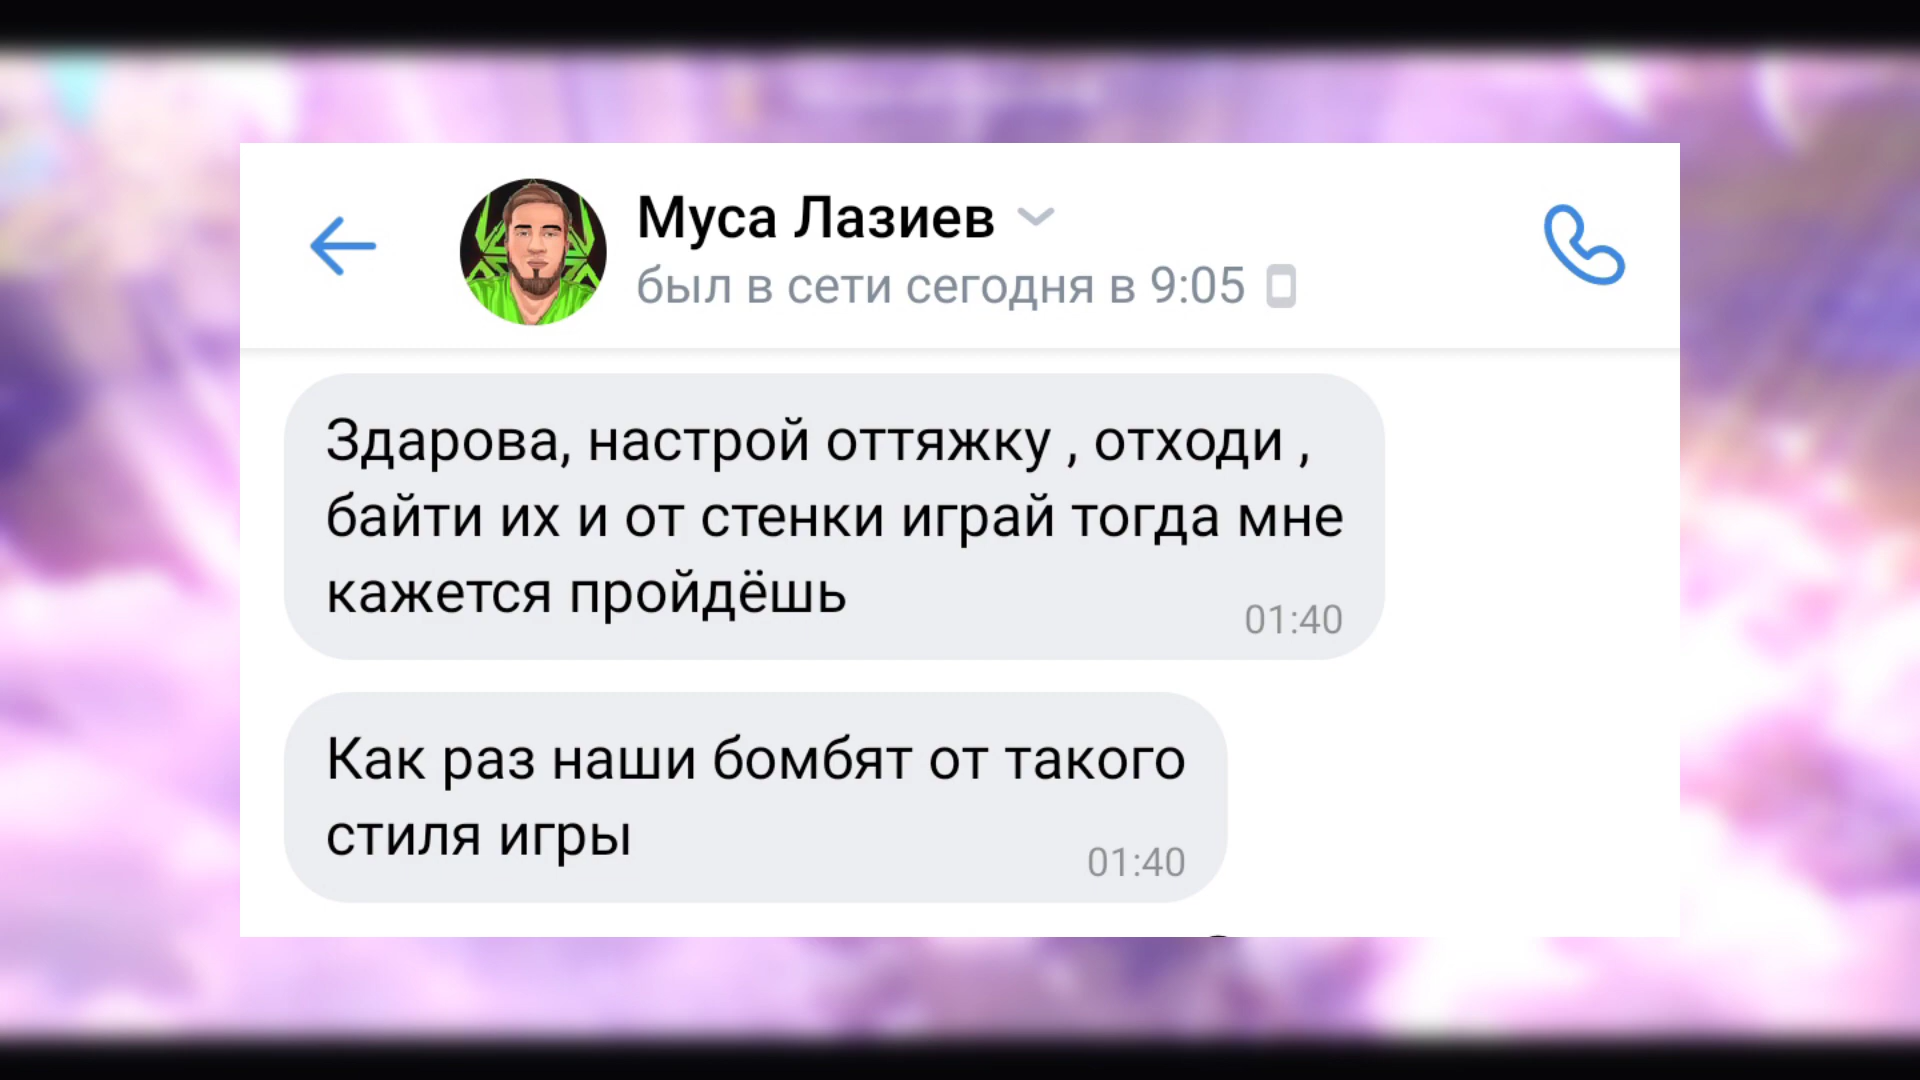 Муса Лазиев
был в сети сегодня в 9:05
Здарова, настрой оттяжку , отходи ,
байти их и от стенки играй тогда мне
кажется пройдёшь
01:40
Как раз наши бомбят от такого
стиля игры
01:40